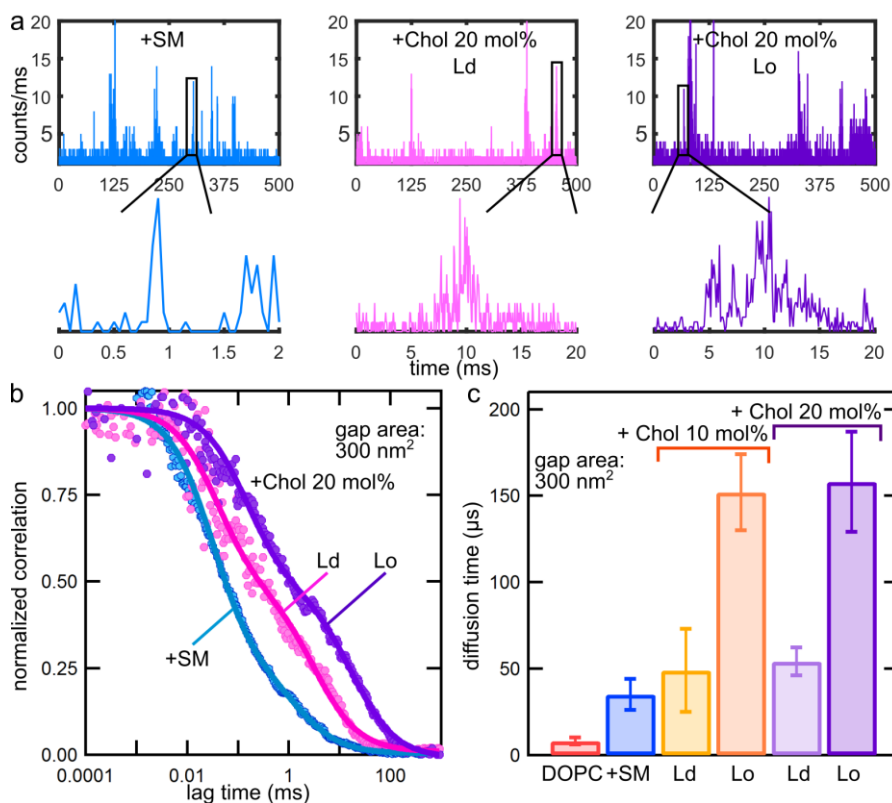 a
+SM
+Chol 20 mol%
Ld
+Chol 20 mol%
Lo
counts/ms
20
15
10
5
0 125 250 375 500
20
15
10
5
0 125 250 375 500
20
15
10
5
0 125 250 375 500
0 0.5 1 1.5 2
0 5 10 15 20
0 5 10 15 20
time (ms)
b
1.00
0.75
0.50
0.25
0.00
normalized correlation
gap area:
300 nm²
+Chol 20 mol%
Ld
Lo
+SM
0.0001 0.01 1 100
lag time (ms)
c
200
150
100
50
0
diffusion time (µs)
+ Chol 20 mol%
+ Chol 10 mol%
gap area:
300 nm²
DOPC +SM Ld Lo Ld Lo